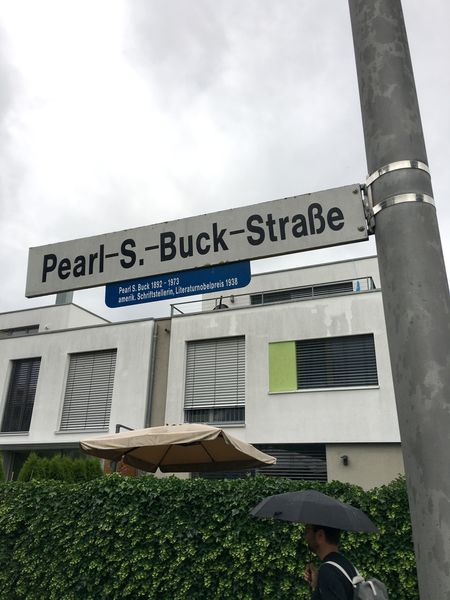 Pearl-S.-Buck-Straße
Pearl S. Buck 1892 - 1973
amerik. Schriftstellerin, Literaturnobelpreis 1938